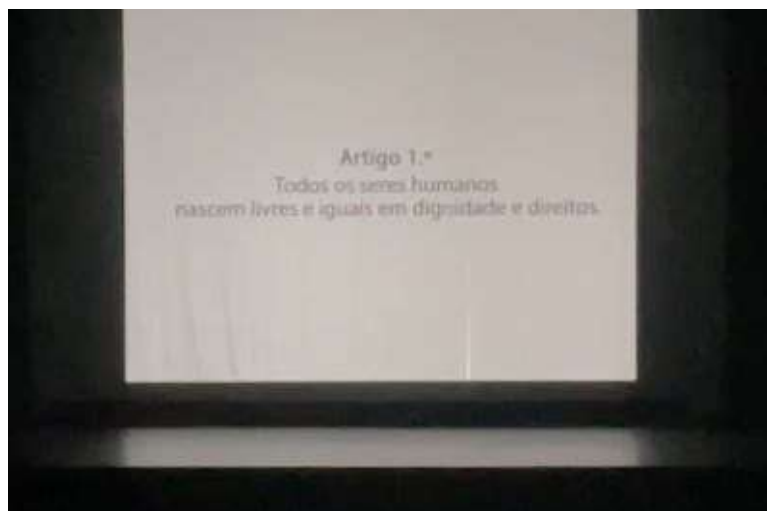 Artigo 1.º
Todos os seres humanos
nascem livres e iguais em dignidade e direitos.